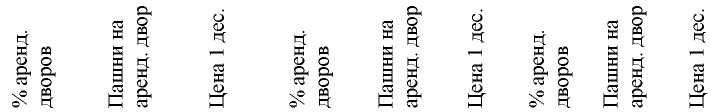 % аренд.
дворов
Пашни на
аренд. двор
Цена 1 дес.
% аренд.
дворов
Пашни на
аренд. двор
Цена 1 дес.
% аренд.
дворов
Пашни на
аренд. двор
Цена 1 дес.